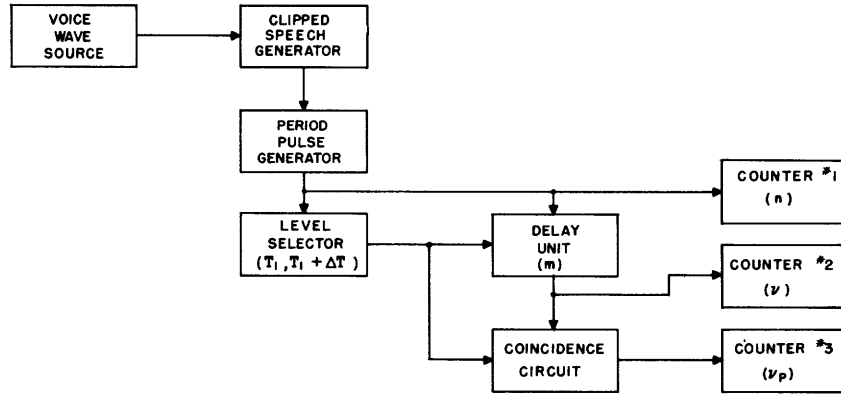 VOICE
WAVE
SOURCE
CLIPPED
SPEECH
GENERATOR
PERIOD
PULSE
GENERATOR
LEVEL
SELECTOR
(T₁, T₁ + ΔT)
DELAY
UNIT
(m)
COINCIDENCE
CIRCUIT
COUNTER #1
(n)
COUNTER #2
(ν)
COUNTER #3
(νp)